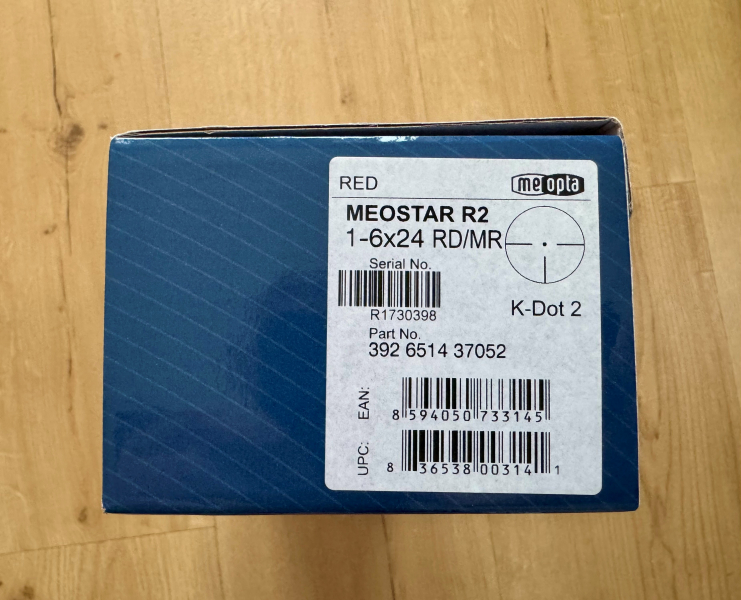 RED
meopta
MEOSTAR R2
1-6x24 RD/MR
Serial No.
R1730398
K-Dot 2
Part No.
392 6514 37052
EAN:
8 594050 733145
UPC:
8 36538 00314 1